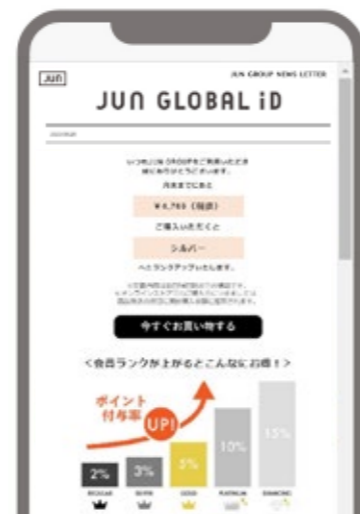 JUN
JUN GROUP NEWS LETTER
JUN GLOBAL iD
いつもJUN GROUPをご利用いただき
誠にありがとうございます。
月末までにあと
ご購入いただくと
シルバー
へとランクアップいたします。
今すぐお買い物する
＜会員ランクが上がるとこんなにお得！＞
ポイント
付与率
UP!
2%
3%
5%
10%
15%
REGULAR
SILVER
GOLD
PLATINUM
DIAMOND